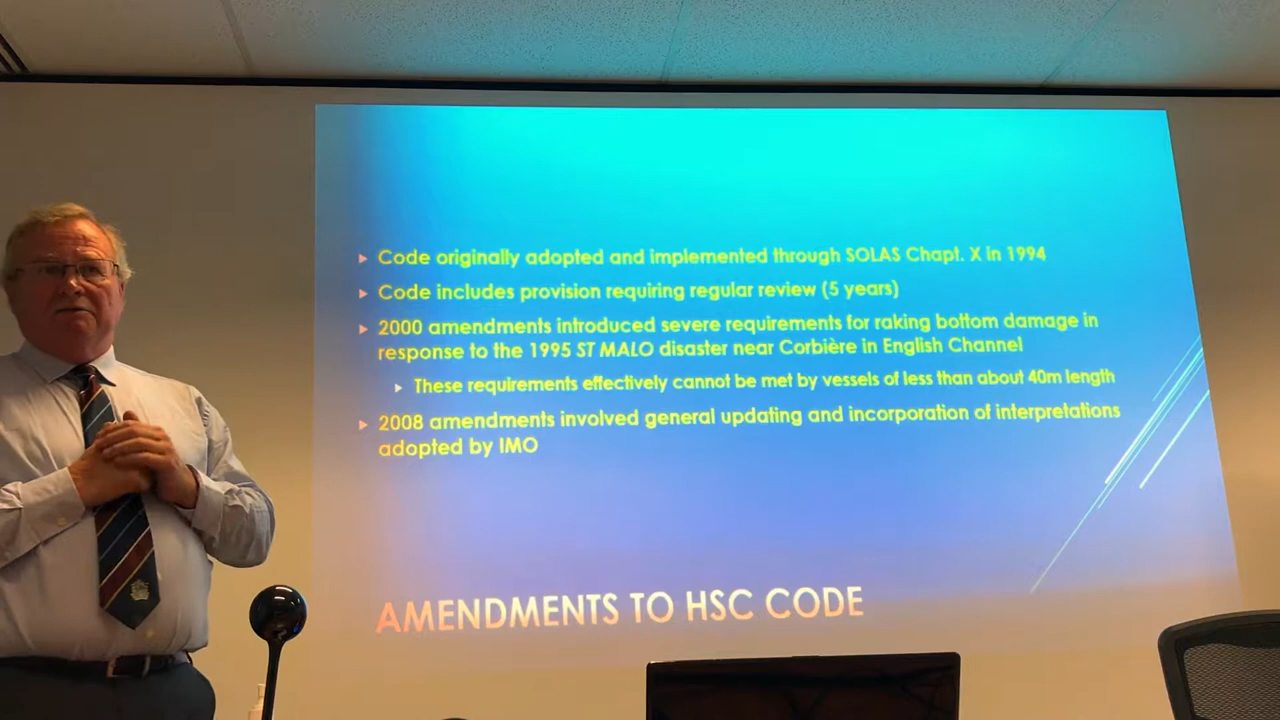 Code originally adopted and implemented through SOLAS Chapt. X in 1994
Code includes provision requiring regular review (5 years)
2000 amendments introduced severe requirements for raking bottom damage in
response to the 1995 ST MALO disaster near Corbière in English Channel
These requirements effectively cannot be met by vessels of less than about 40m length
2008 amendments involved general updating and incorporation of interpretations
adopted by IMO
AMENDMENTS TO HSC CODE